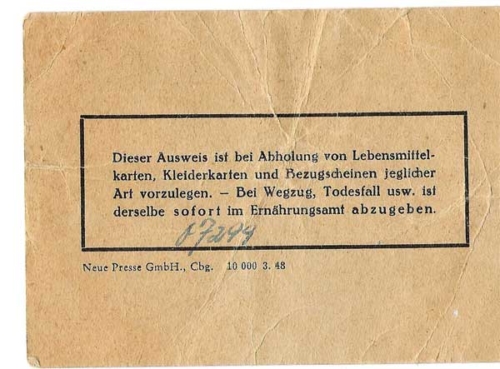 Dieser Ausweis ist bei Abholung von Lebensmittel-
karten, Kleiderkarten und Bezugscheinen jeglicher
Art vorzulegen. — Bei Wegzug, Todesfall usw. ist
derselbe sofort im Ernährungsamt abzugeben.
07299
Neue Presse GmbH., Cbg. 10 000 3. 48